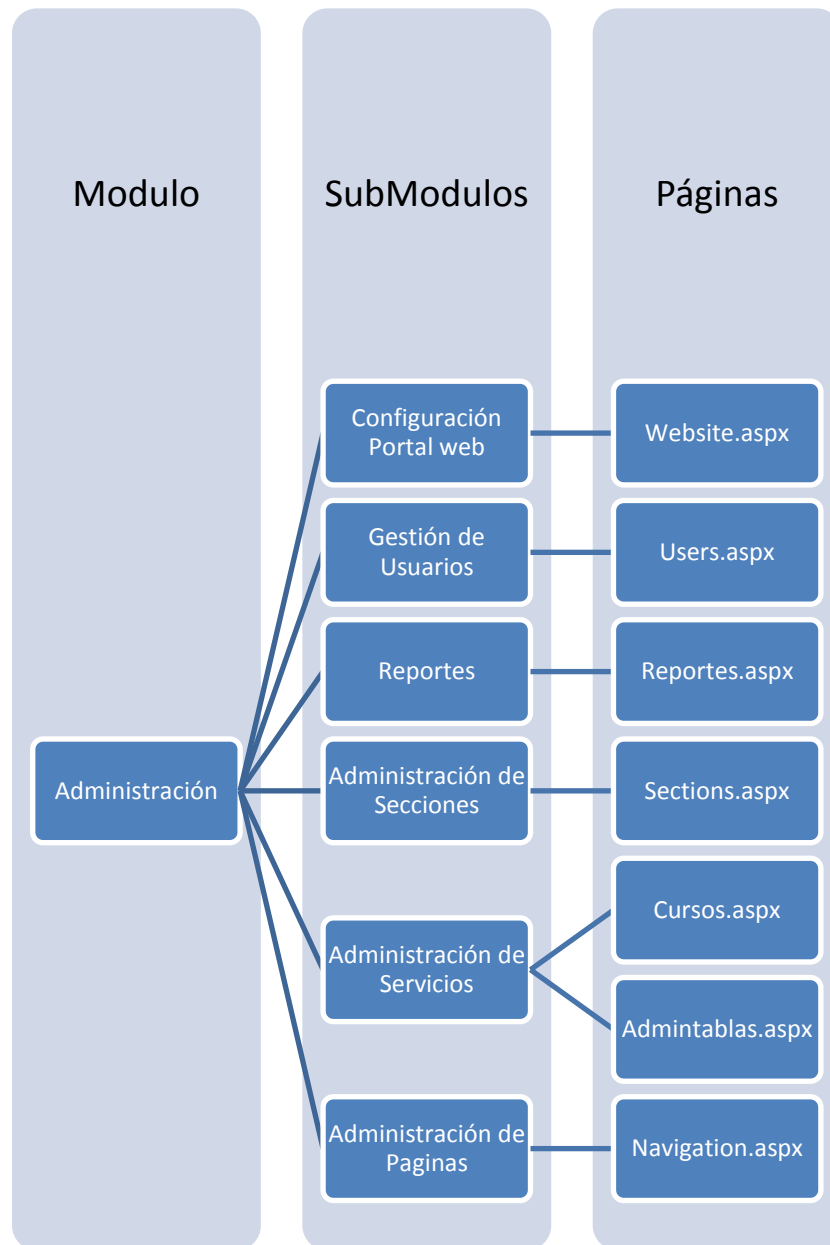 Modulo
SubModulos
Páginas
Configuración
Portal web
Website.aspx
Gestión de
Usuarios
Users.aspx
Reportes
Reportes.aspx
Administración
Administración de
Secciones
Sections.aspx
Cursos.aspx
Administración de
Servicios
Admintablas.aspx
Administración de
Paginas
Navigation.aspx